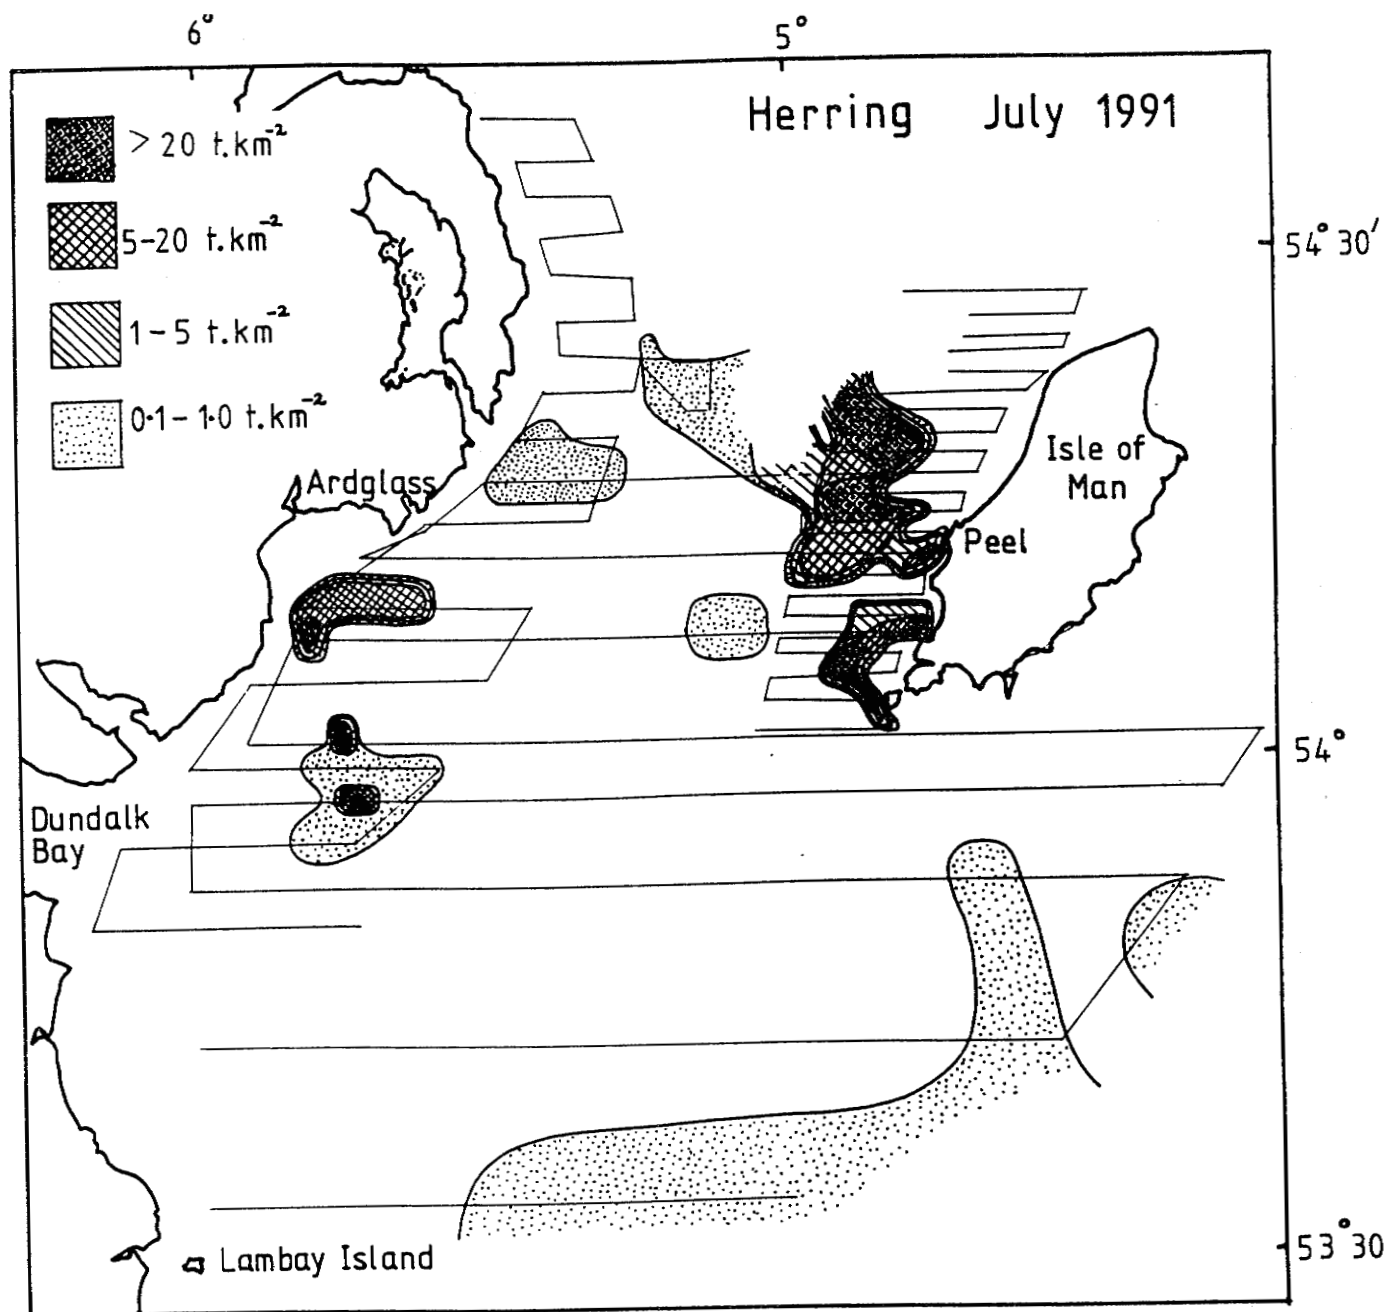 6°
5°
Herring July 1991
> 20 t.km⁻²
5-20 t.km⁻²
1-5 t.km⁻²
0·1-1·0 t.km⁻²
54° 30′
Ardglass
Isle of
Man
Peel
54°
Dundalk
Bay
53° 30
Lambay Island